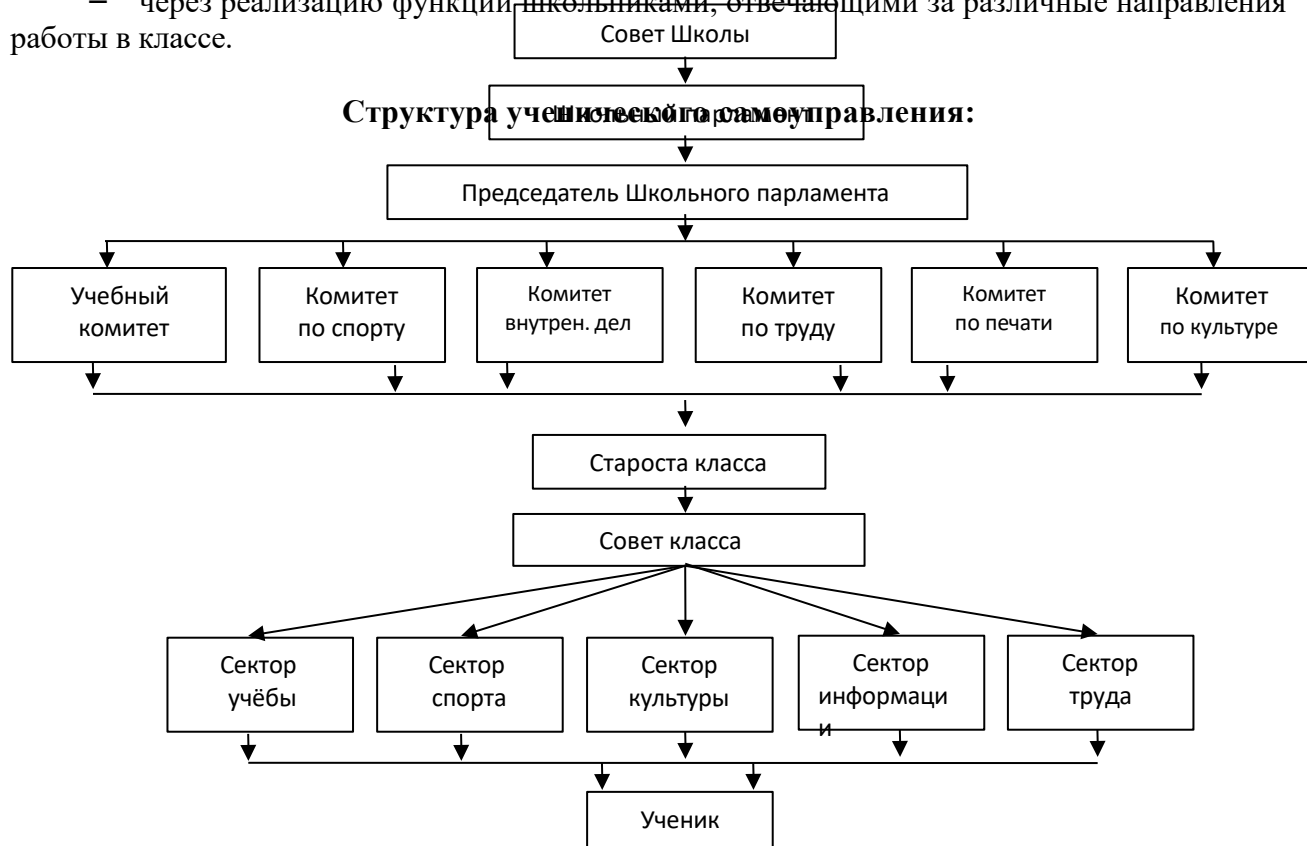 − через реализацию функций школьниками, отвечающими за различные направления
работы в классе.
Совет Школы
Структура ученического самоуправления:
Школьный парламент
Председатель Школьного парламента
Учебный
комитет
Комитет
по спорту
Комитет
внутрен. дел
Комитет
по труду
Комитет
по печати
Комитет
по культуре
Староста класса
Совет класса
Сектор
учёбы
Сектор
спорта
Сектор
культуры
Сектор
информаци
и
Сектор
труда
Ученик